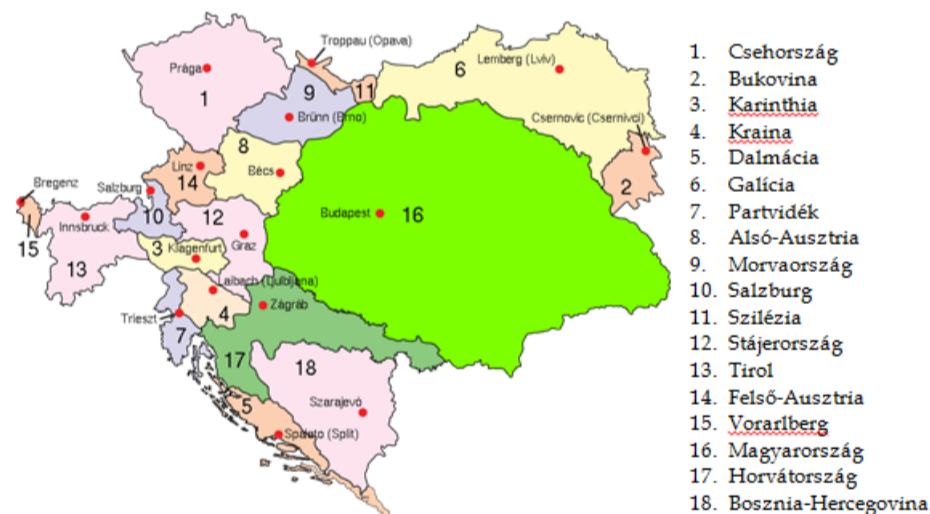 Troppau (Opava)
Lemberg (Lviv)
6
Prága
9
11
1
Brünn (Brno)
Csernovic (Csernivci)
8
Linz
Bécs
14
2
Bregenz
Salzburg
Budapest
16
10
12
Innsbruck
15
3
Klagenfurt
Graz
13
Laibach (Ljulbljena)
Zágráb
4
Trieszt
7
17
18
5
Szarajevó
Spalato (Split)
1. Csehország
2. Bukovina
3. Karinthia
4. Kraina
5. Dalmácia
6. Galícia
7. Partvidék
8. Alsó-Ausztria
9. Morvaország
10. Salzburg
11. Szilézia
12. Stájerország
13. Tirol
14. Felső-Ausztria
15. Vorarlberg
16. Magyarország
17. Horvátország
18. Bosznia-Hercegovina